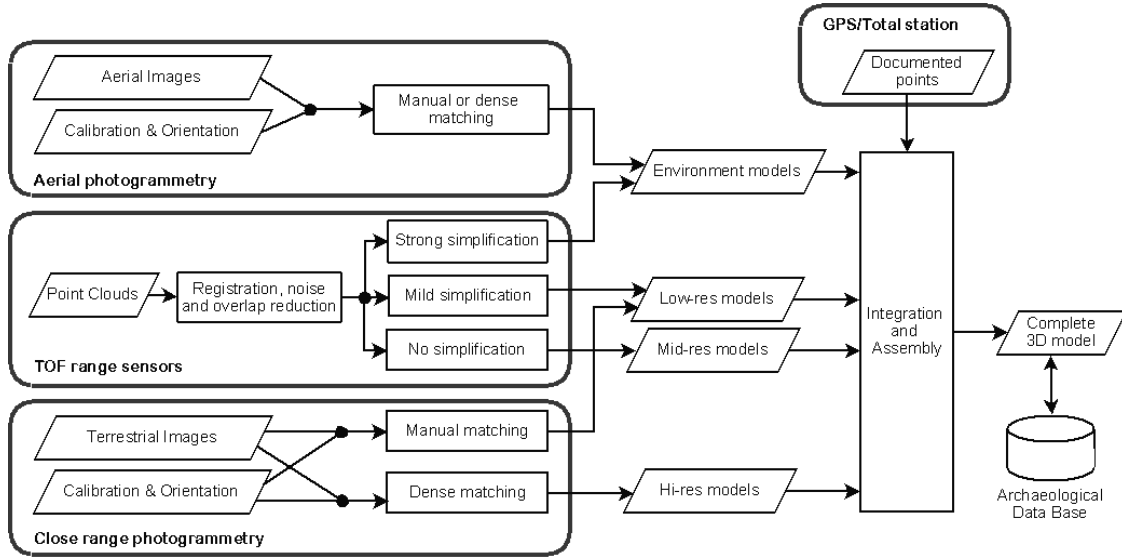 GPS/Total station
Documented
points
Aerial Images
Calibration & Orientation
Manual or dense
matching
Aerial photogrammetry
Environment models
Point Clouds
Registration, noise
and overlap reduction
Strong simplification
Mild simplification
No simplification
TOF range sensors
Low-res models
Mid-res models
Integration
and
Assembly
Complete
3D model
Terrestrial Images
Calibration & Orientation
Manual matching
Dense matching
Close range photogrammetry
Hi-res models
Archaeological
Data Base